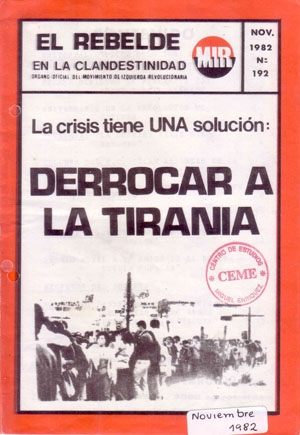 EL REBELDE
EN LA CLANDESTINIDAD
ORGANO OFICIAL DEL MOVIMIENTO DE IZQUIERDA REVOLUCIONARIA
MIR
NOV.
1982
Nº
192
La crisis tiene UNA solución:
DERROCAR A
LA TIRANIA
CENTRO DE ESTUDIOS
CEME
MIGUEL ENRIQUEZ
Noviembre
1982